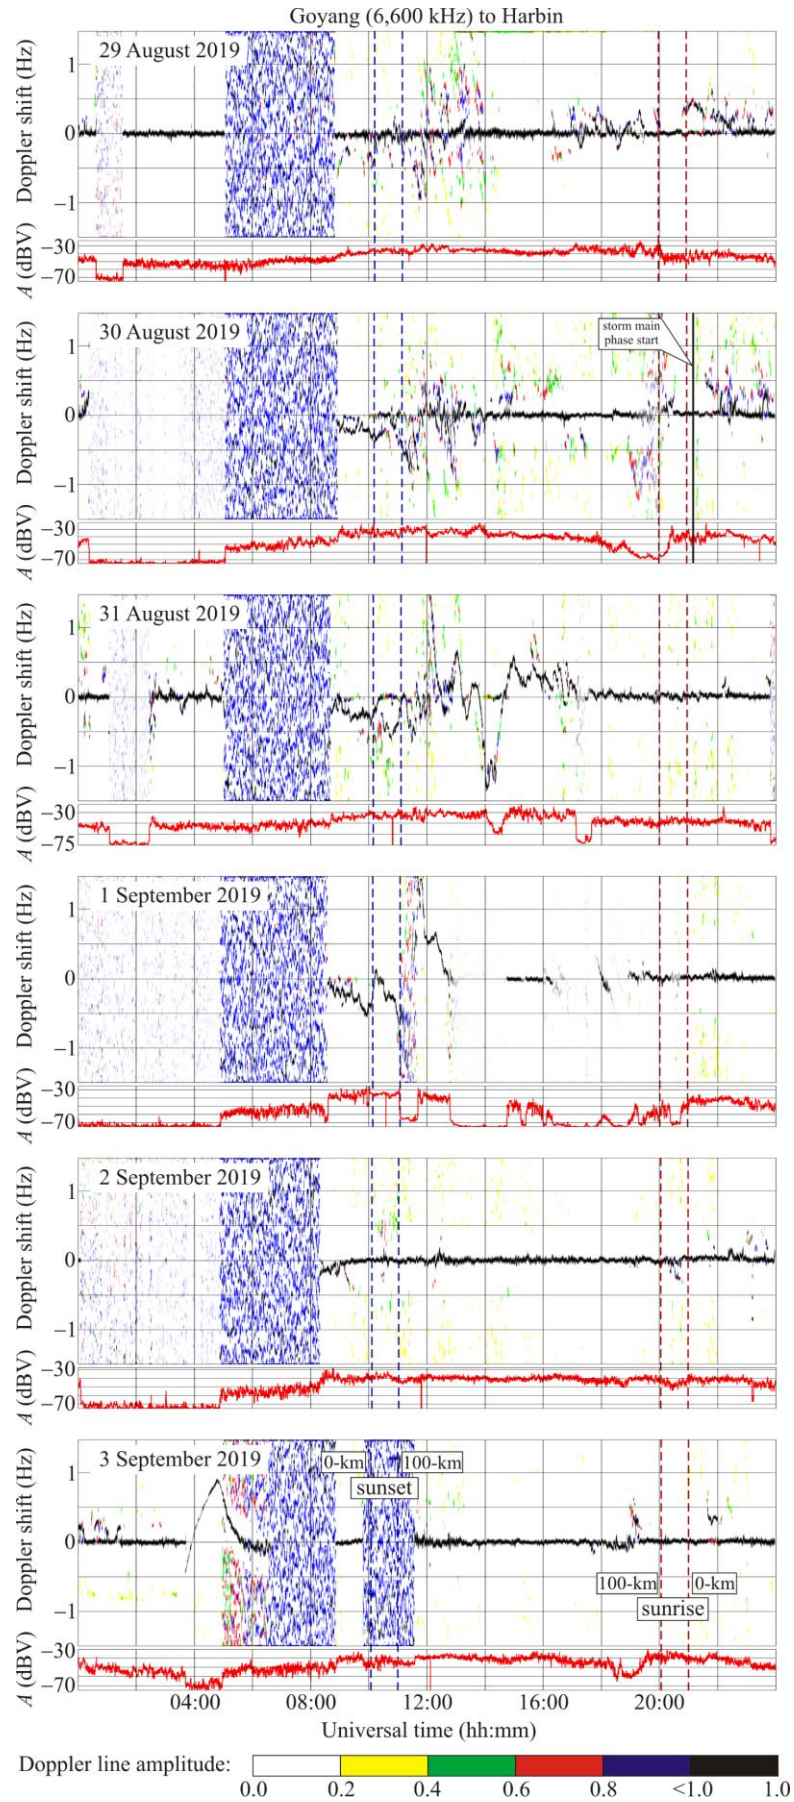 Goyang (6,600 kHz) to Harbin
29 August 2019
Doppler shift (Hz)
1
0
−1
A (dBV)
−30
−70
30 August 2019
storm main
phase start
Doppler shift (Hz)
1
0
−1
A (dBV)
−30
−70
31 August 2019
Doppler shift (Hz)
1
0
−1
A (dBV)
−30
−75
1 September 2019
Doppler shift (Hz)
1
0
−1
A (dBV)
−30
−70
2 September 2019
Doppler shift (Hz)
1
0
−1
A (dBV)
−30
−70
3 September 2019
0-km
100-km
sunset
Doppler shift (Hz)
1
0
−1
100-km
0-km
sunrise
A (dBV)
−30
−70
04:00 08:00 12:00 16:00 20:00
Universal time (hh:mm)
Doppler line amplitude:
0.0 0.2 0.4 0.6 0.8 <1.0 1.0